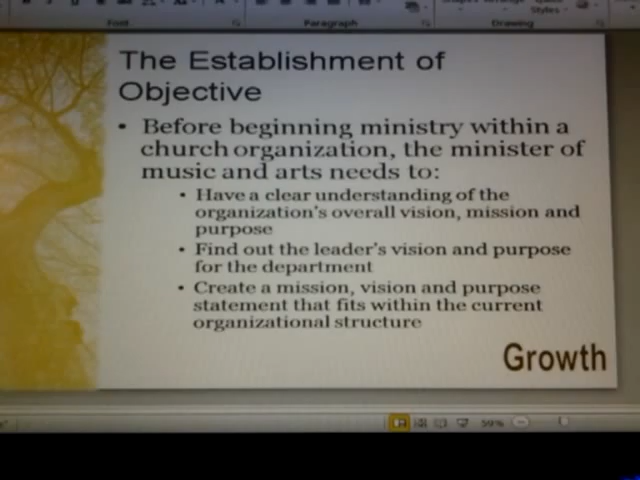 Font
Paragraph
Drawing
Styles
The Establishment of
Objective
• Before beginning ministry within a
church organization, the minister of
music and arts needs to:
• Have a clear understanding of the
organization's overall vision, mission and
purpose
• Find out the leader's vision and purpose
for the department
• Create a mission, vision and purpose
statement that fits within the current
organizational structure
Growth
59%